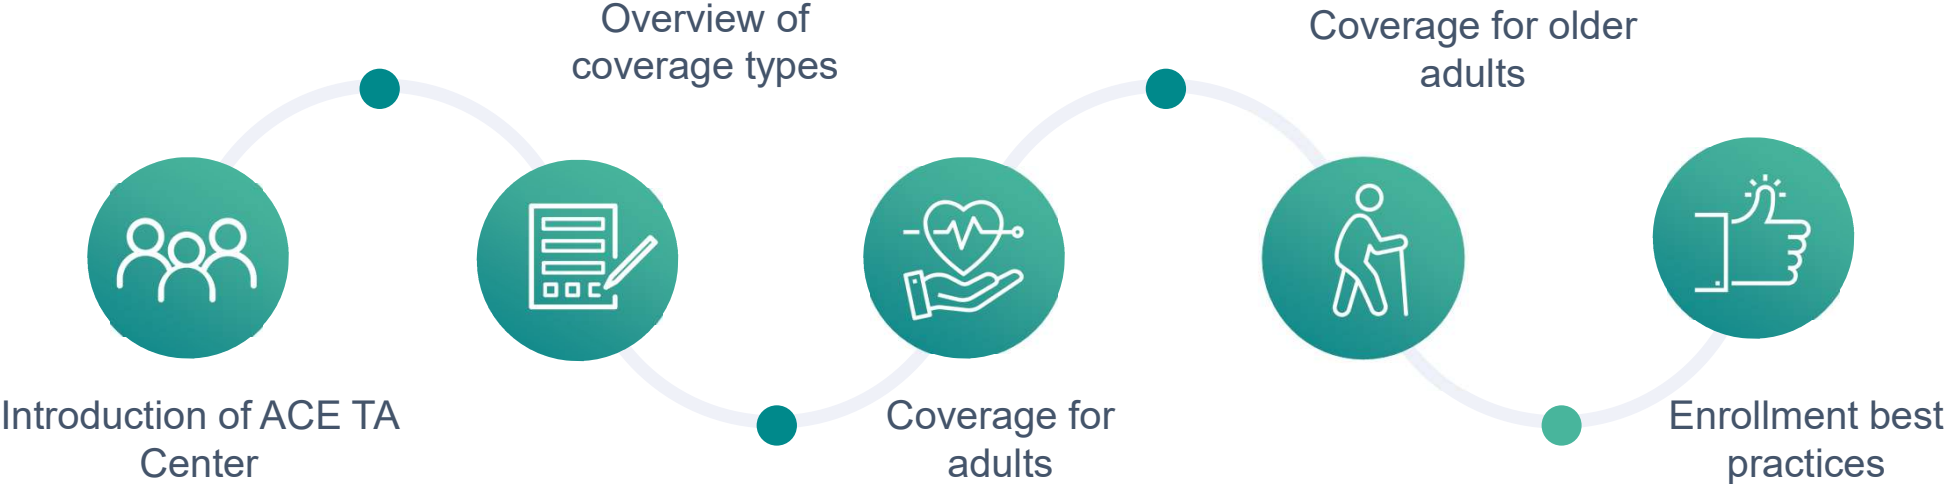 Introduction of ACE TA
Center
Overview of
coverage types
Coverage for
adults
Coverage for older
adults
Enrollment best
practices